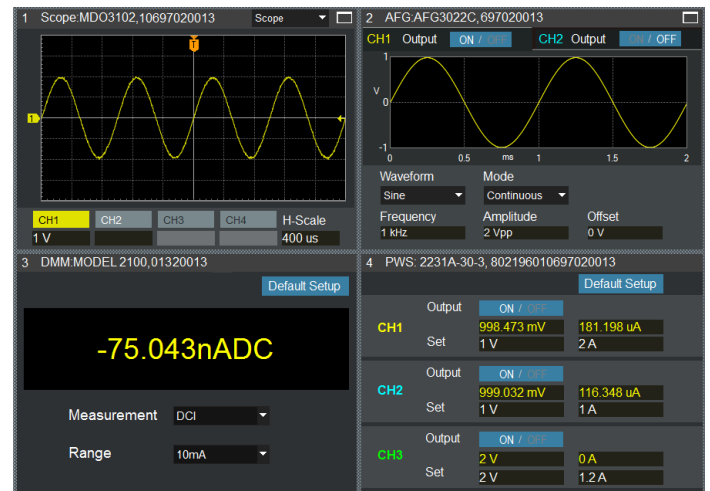 1 Scope:MDO3102,10697020013 Scope
T
1
CH1 CH2 CH3 CH4 H-Scale
1 V 400 us
2 AFG:AFG3022C,697020013
CH1 Output ON / OFF CH2 Output ON / OFF
1
V
0
-1
0 0.5 ms 1 1.5 2
Waveform Mode
Sine Continuous
Frequency Amplitude Offset
1 kHz 2 Vpp 0 V
3 DMM:MODEL 2100,01320013
Default Setup
-75.043nADC
Measurement DCI
Range 10mA
4 PWS: 2231A-30-3, 802196010697020013
Default Setup
Output ON / OFF
CH1 998.473 mV 181.198 uA
Set 1 V 2 A
Output ON / OFF
CH2 999.032 mV 116.348 uA
Set 1 V 1 A
Output ON / OFF
CH3 2 V 0 A
Set 2 V 1.2 A